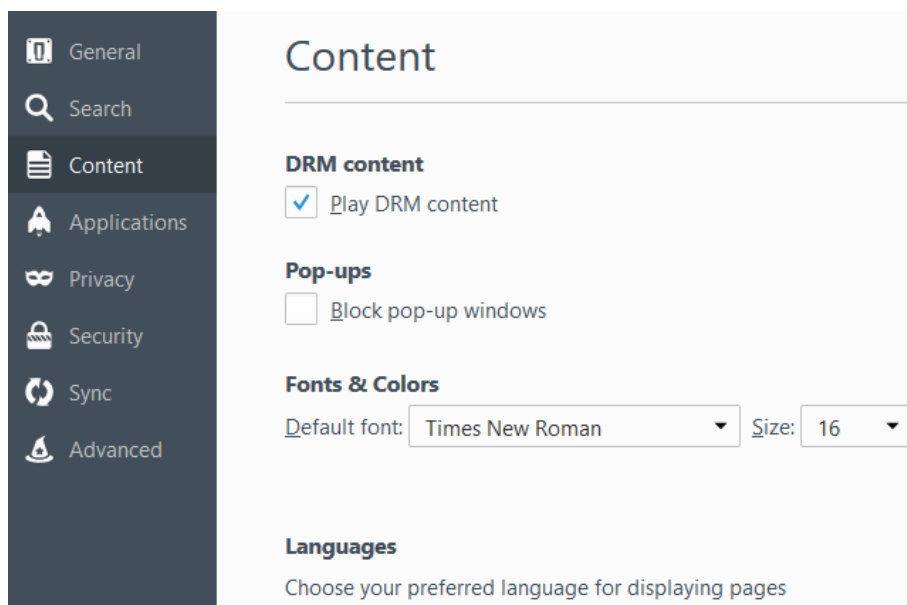 General
Search
Content
Applications
Privacy
Security
Sync
Advanced
Content
DRM content
Play DRM content
Pop-ups
Block pop-up windows
Fonts & Colors
Default font: Times New Roman Size: 16
Languages
Choose your preferred language for displaying pages